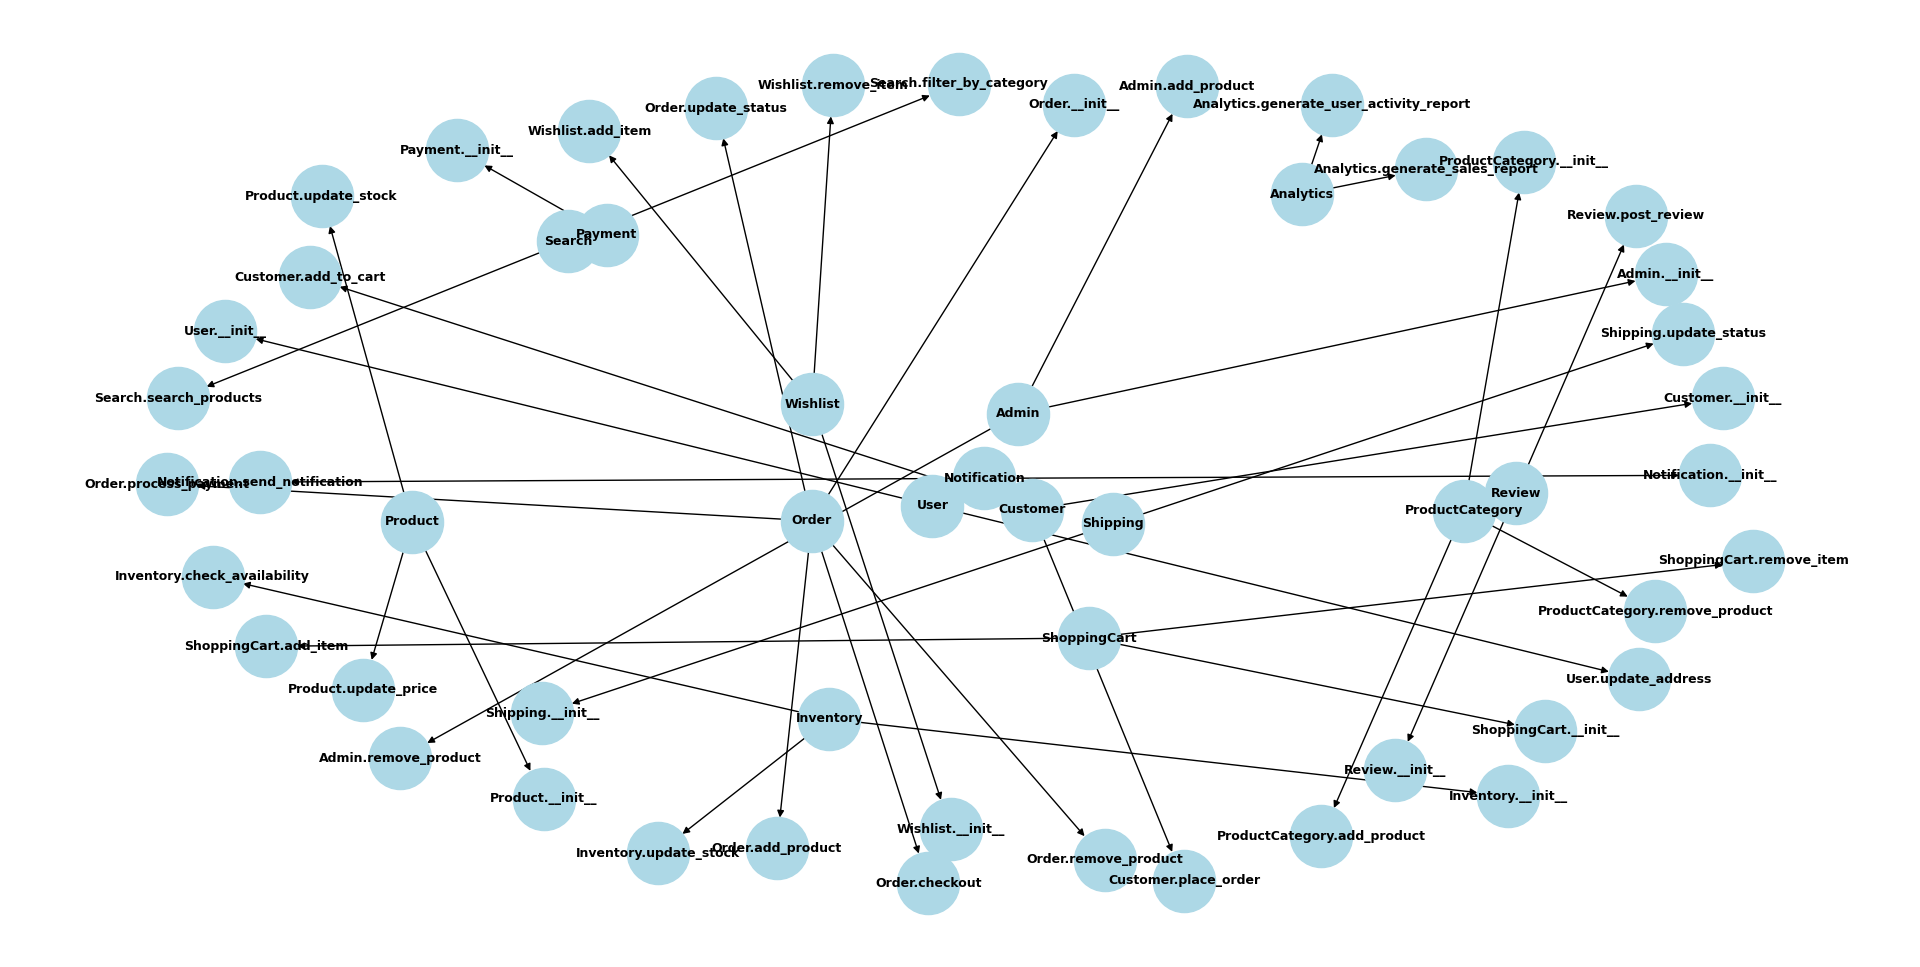 Wishlist.remove_item
Search.filter_by_category
Admin.add_product
Order.update_status
Order.__init__
Analytics.generate_user_activity_report
Wishlist.add_item
Payment.__init__
ProductCategory.__init__
Analytics.generate_sales_report
Product.update_stock
Analytics
Review.post_review
Payment
Search
Admin.__init__
Customer.add_to_cart
User.__init__
Shipping.update_status
Search.search_products
Customer.__init__
Wishlist
Admin
Notification.__init__
Notification
Order.process_payment
Notification.send_notification
Review
User
Customer
ProductCategory
Product
Order
Shipping
ShoppingCart.remove_item
Inventory.check_availability
ProductCategory.remove_product
ShoppingCart
ShoppingCart.add_item
User.update_address
Product.update_price
Shipping.__init__
Inventory
ShoppingCart.__init__
Admin.remove_product
Review.__init__
Product.__init__
Inventory.__init__
Wishlist.__init__
ProductCategory.add_product
Order.add_product
Inventory.update_stock
Order.remove_product
Customer.place_order
Order.checkout